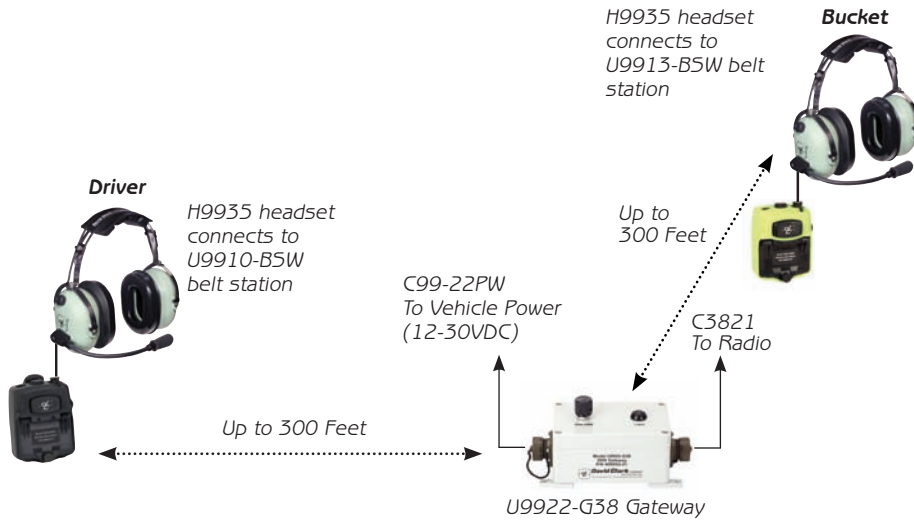 H9935 headset
connects to
U9913-BSW belt
station
Bucket
Driver
H9935 headset
connects to
U9910-BSW
belt station
Up to
300 Feet
C99-22PW
To Vehicle Power
(12-30VDC)
C3821
To Radio
Up to 300 Feet
David Clark
U9922-G38 Gateway